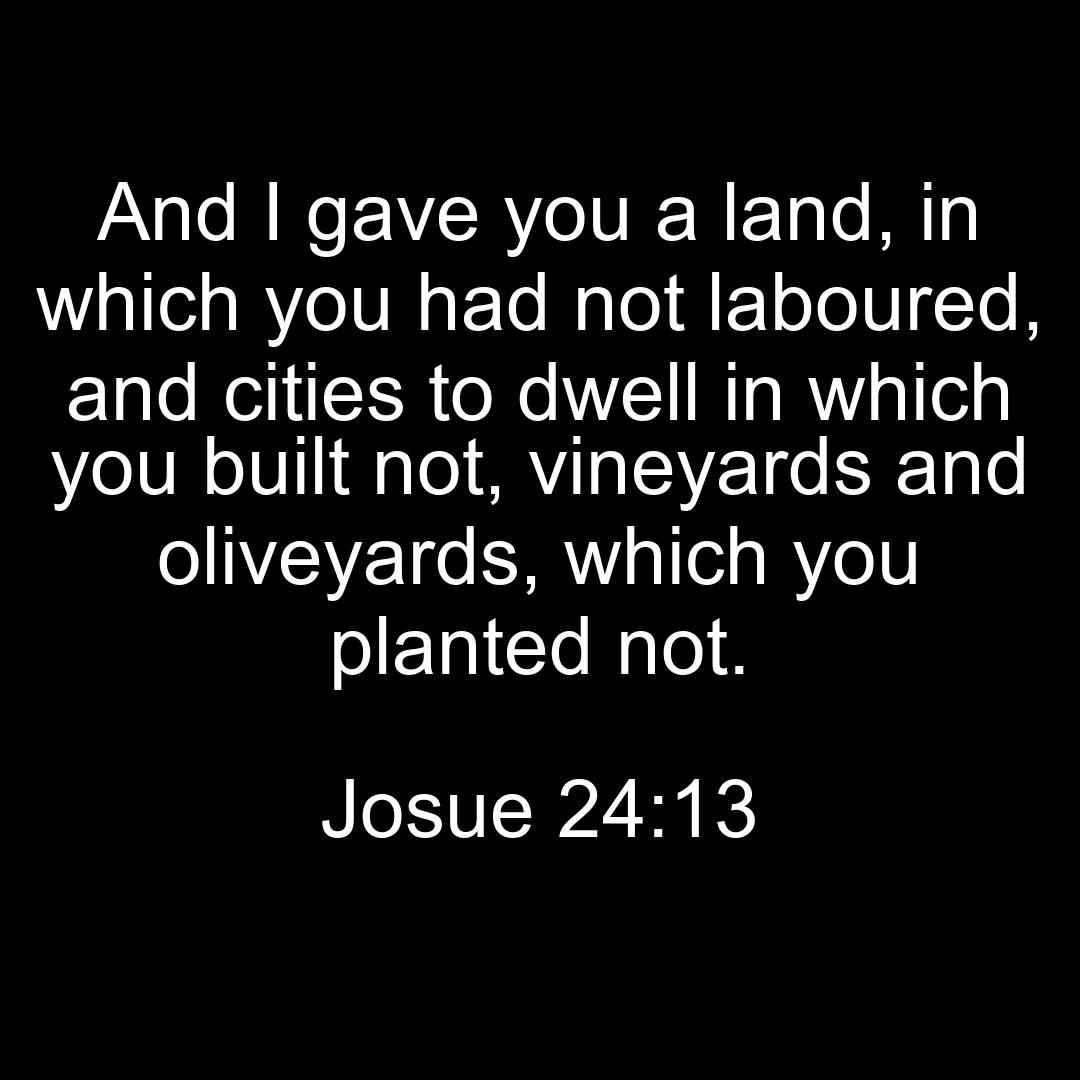 And I gave you a land, in
which you had not laboured,
and cities to dwell in which
you built not, vineyards and
oliveyards, which you
planted not.
Josue 24:13